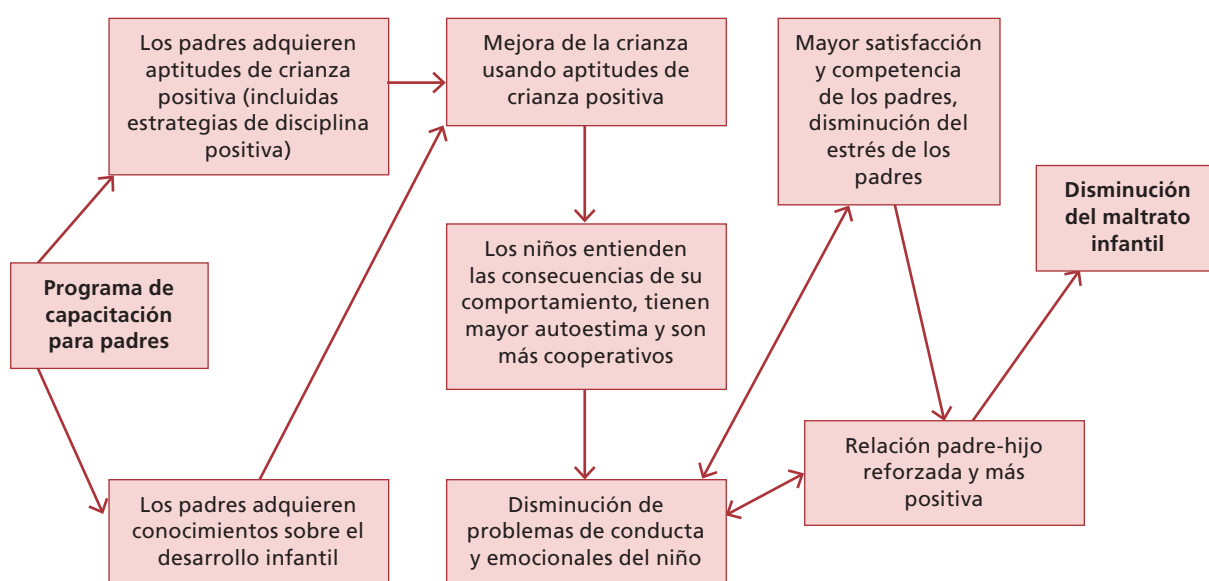 Los padres adquieren
aptitudes de crianza
positiva (incluidas
estrategias de disciplina
positiva)
Mejora de la crianza
usando aptitudes de
crianza positiva
Mayor satisfacción
y competencia
de los padres,
disminución del
estrés de los
padres
Disminución
del maltrato
infantil
Los niños entienden
las consecuencias de su
comportamiento, tienen
mayor autoestima y son
más cooperativos
Programa de
capacitación
para padres
Relación padre-hijo
reforzada y más
positiva
Los padres adquieren
conocimientos sobre el
desarrollo infantil
Disminución de
problemas de conducta
y emocionales del niño